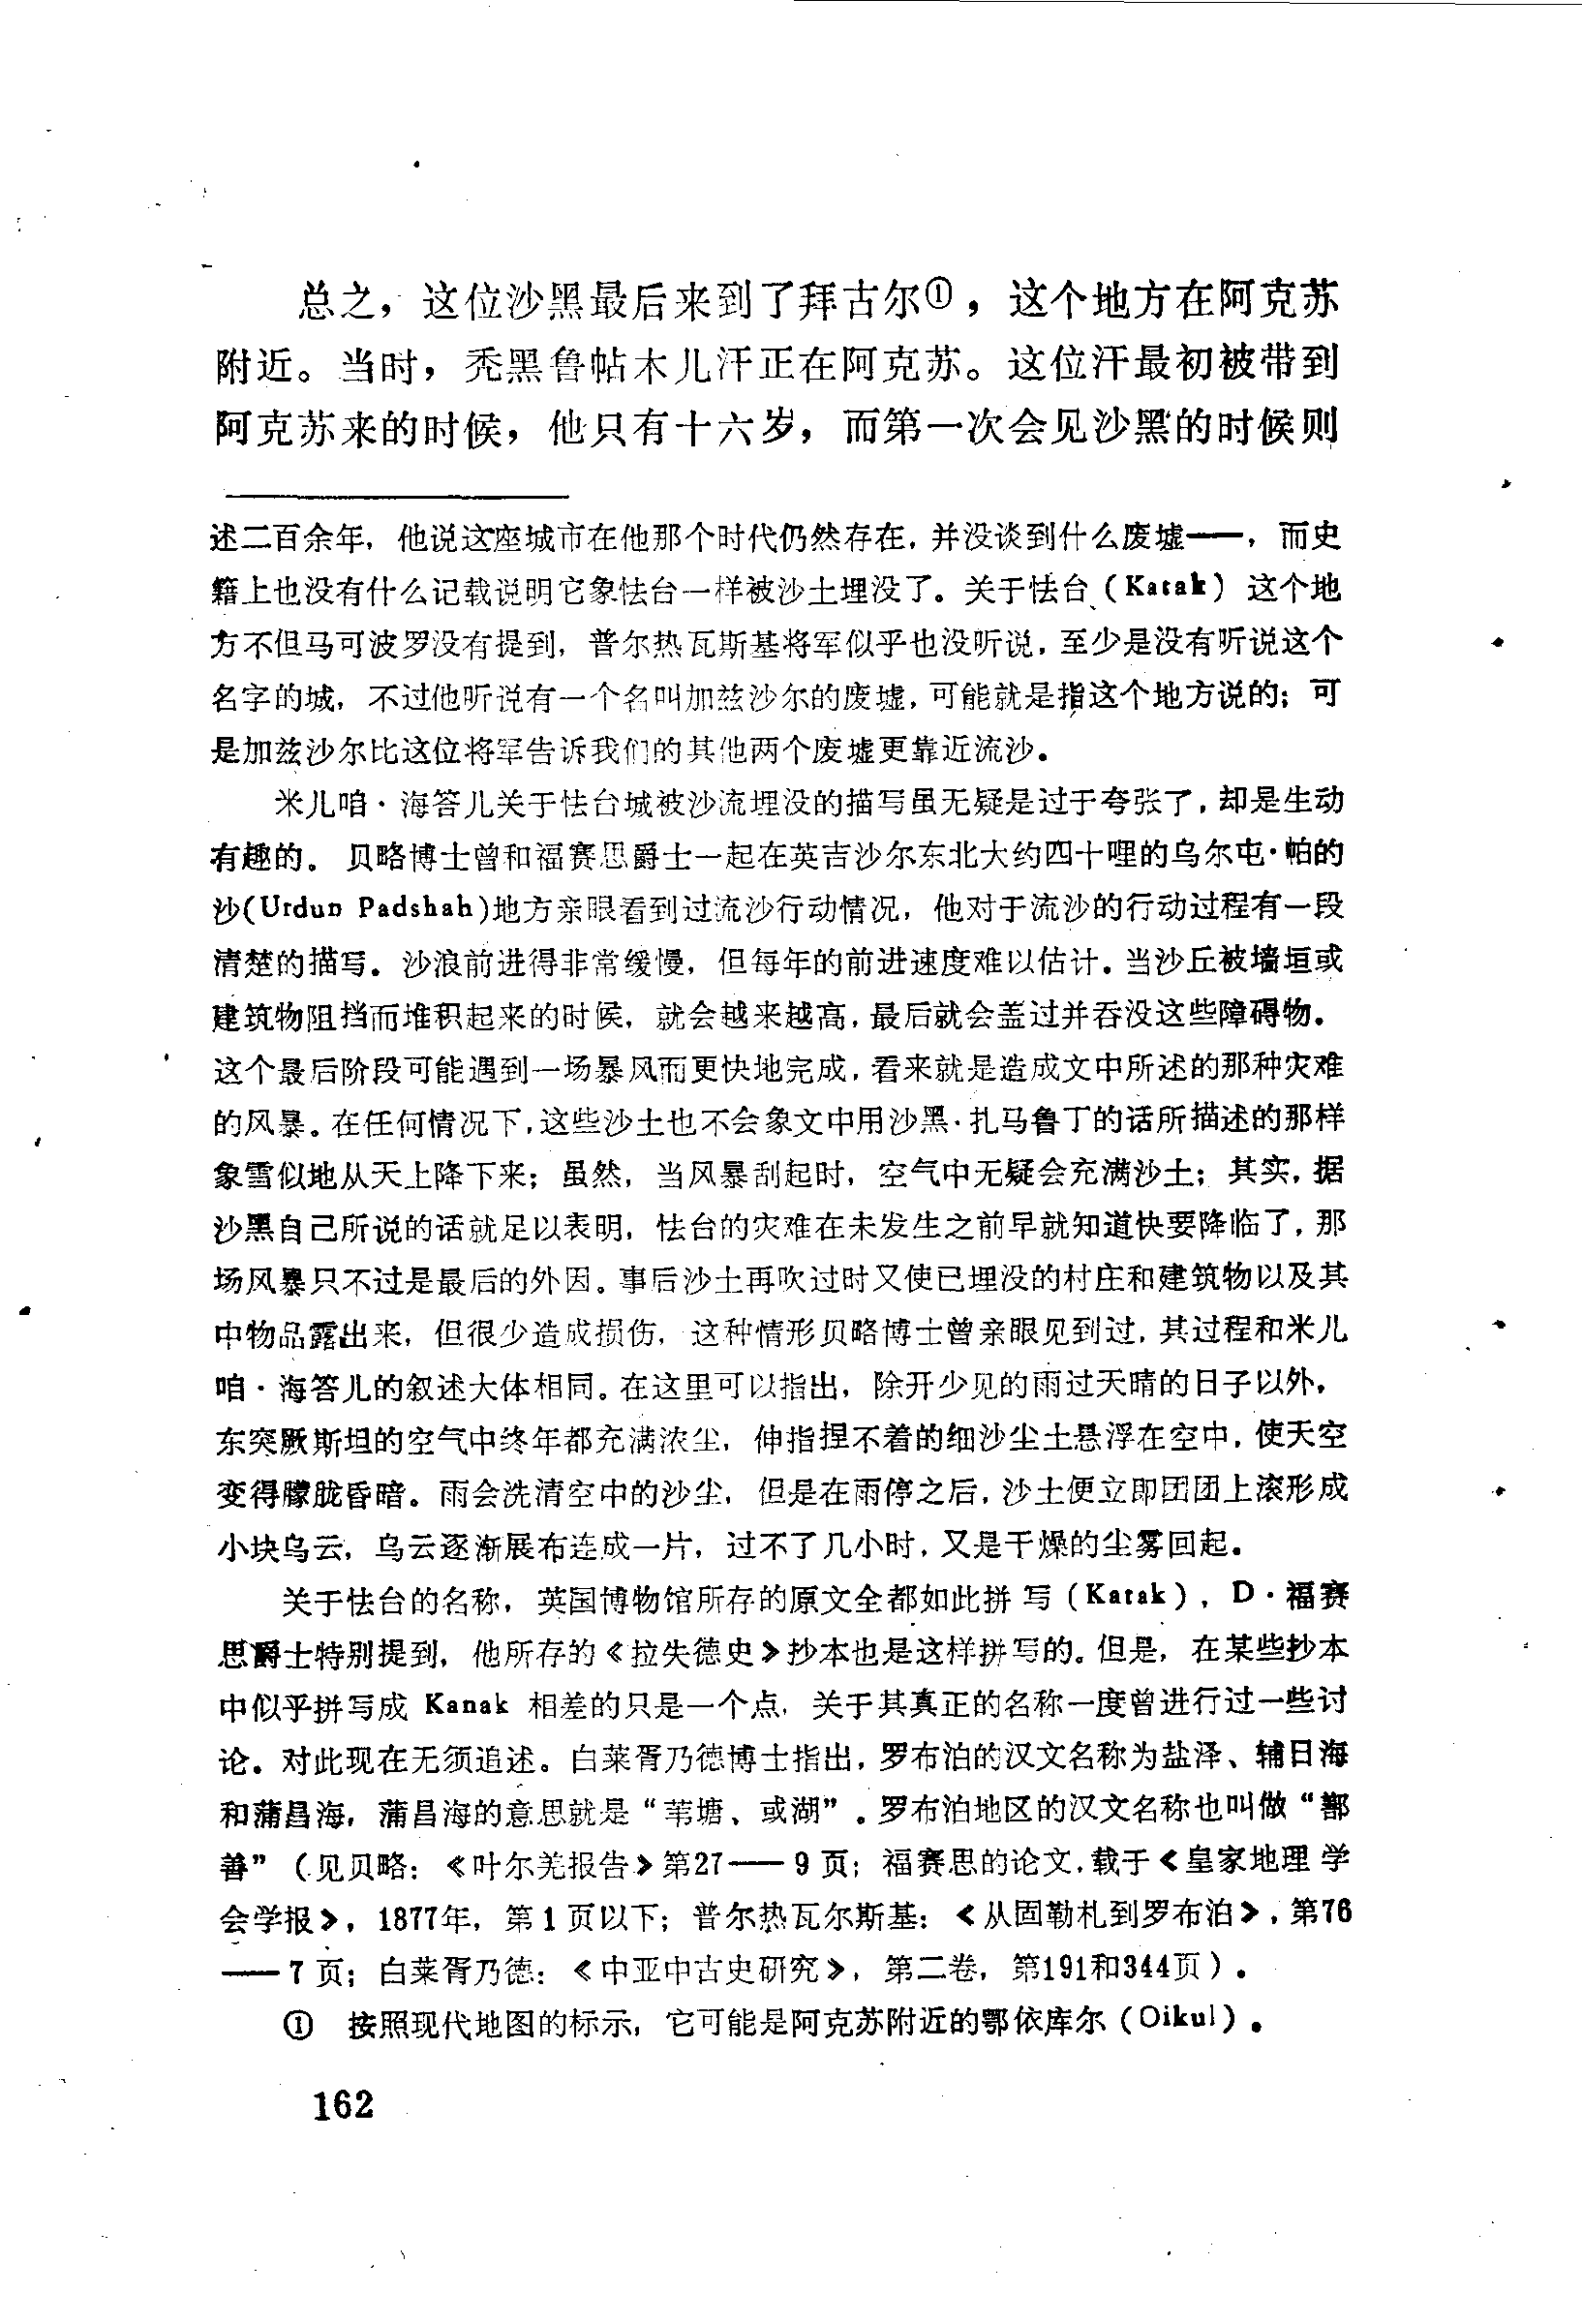 总之，这位沙黑最后来到了拜古尔①，这个地方在阿克苏
附近。当时，秃黑鲁帖木儿汗正在阿克苏。这位汗最初被带到
阿克苏来的时候，他只有十六岁，而第一次会见沙黑的时候则
述二百余年，他说这座城市在他那个时代仍然存在，并没谈到什么废墟——，而史
籍上也没有什么记载说明它象怯台一样被沙土埋没了。关于怯台（Katak）这个地
方不但马可波罗没有提到，普尔热瓦斯基将军似乎也没听说，至少是没有听说这个
名字的城，不过他听说有一个名叫加兹沙尔的废墟，可能就是指这个地方说的；可
是加兹沙尔比这位将军告诉我们的其他两个废墟更靠近流沙。
米儿咱·海答儿关于怯台城被沙流埋没的描写虽无疑是过于夸张了，却是生动
有趣的。贝略博士曾和福赛思爵士一起在英吉沙尔东北大约四十哩的乌尔屯·帕的
沙(Urdun Padshah)地方亲眼看到过流沙行动情况，他对于流沙的行动过程有一段
清楚的描写。沙浪前进得非常缓慢，但每年的前进速度难以估计。当沙丘被墙垣或
建筑物阻挡而堆积起来的时候，就会越来越高，最后就会盖过并吞没这些障碍物。
这个最后阶段可能遇到一场暴风而更快地完成，看来就是造成文中所述的那种灾难
的风暴。在任何情况下，这些沙土也不会象文中用沙黑·扎马鲁丁的话所描述的那样
象雪似地从天上降下来；虽然，当风暴刮起时，空气中无疑会充满沙土；其实，据
沙黑自己所说的话就足以表明，怯台的灾难在未发生之前早就知道快要降临了，那
场风暴只不过是最后的外因。事后沙土再吹过时又使已埋没的村庄和建筑物以及其
中物品露出来，但很少造成损伤，这种情形贝略博士曾亲眼见到过，其过程和米儿
咱·海答儿的叙述大体相同。在这里可以指出，除开少见的雨过天晴的日子以外，
东突厥斯坦的空气中终年都充满浓尘，伸指捏不着的细沙尘土悬浮在空中，使天空
变得朦胧昏暗。雨会洗清空中的沙尘，但是在雨停之后，沙土便立即团团上滚形成
小块乌云，乌云逐渐展布连成一片，过不了几小时，又是干燥的尘雾回起。
关于怯台的名称，英国博物馆所存的原文全都如此拼写（Katak），D·福赛
思爵士特别提到，他所存的《拉失德史》抄本也是这样拼写的。但是，在某些抄本
中似乎拼写成 Kanak 相差的只是一个点，关于其真正的名称一度曾进行过一些讨
论。对此现在无须追述。白莱胥乃德博士指出，罗布泊的汉文名称为盐泽、辅日海
和蒲昌海，蒲昌海的意思就是“苇塘、或湖”。罗布泊地区的汉文名称也叫做“鄯
善”（见贝略：《叶尔羌报告》第27——9页；福赛思的论文，载于《皇家地理学
会学报》，1877年，第1页以下；普尔热瓦尔斯基：《从固勒札到罗布泊》，第76
——7页；白莱胥乃德：《中亚中古史研究》，第二卷，第191和344页）。
① 按照现代地图的标示，它可能是阿克苏附近的鄂依库尔（Oikul）。
162